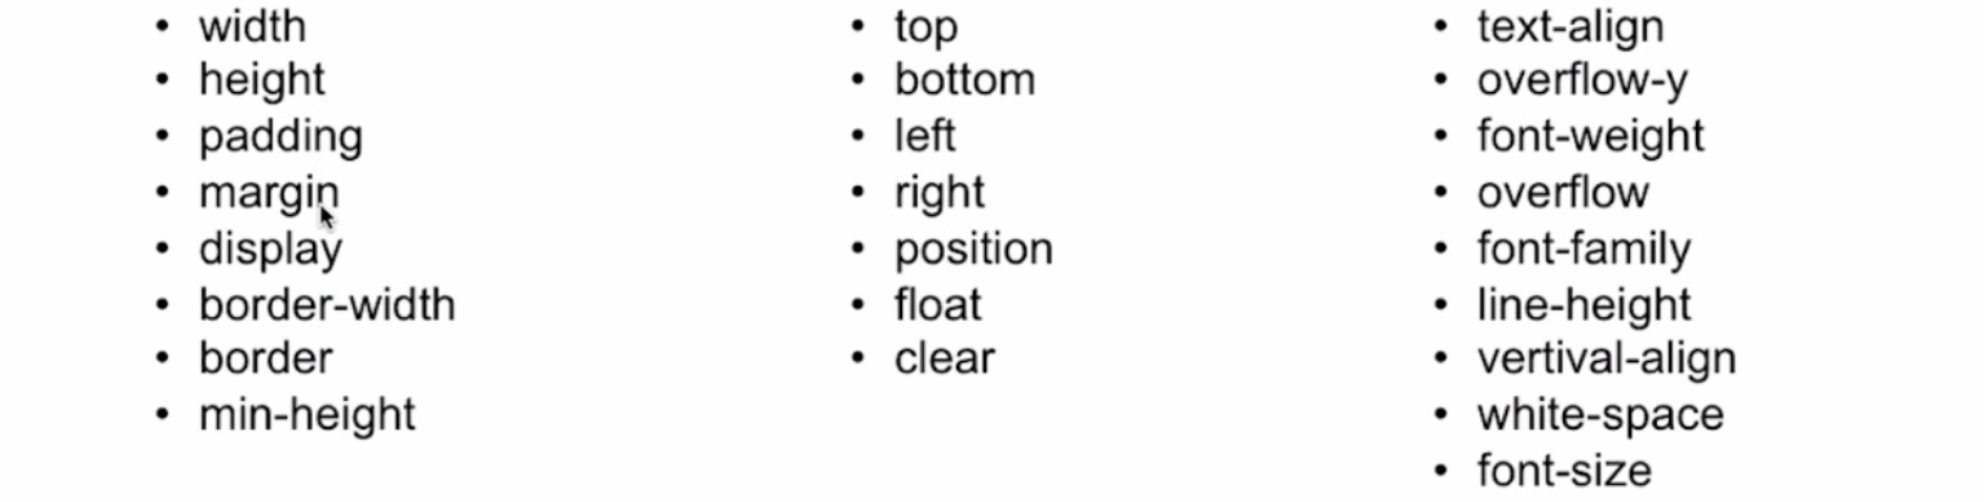 • width
• height
• padding
• margin
• display
• border-width
• border
• min-height
• top
• bottom
• left
• right
• position
• float
• clear
• text-align
• overflow-y
• font-weight
• overflow
• font-family
• line-height
• vertival-align
• white-space
• font-size